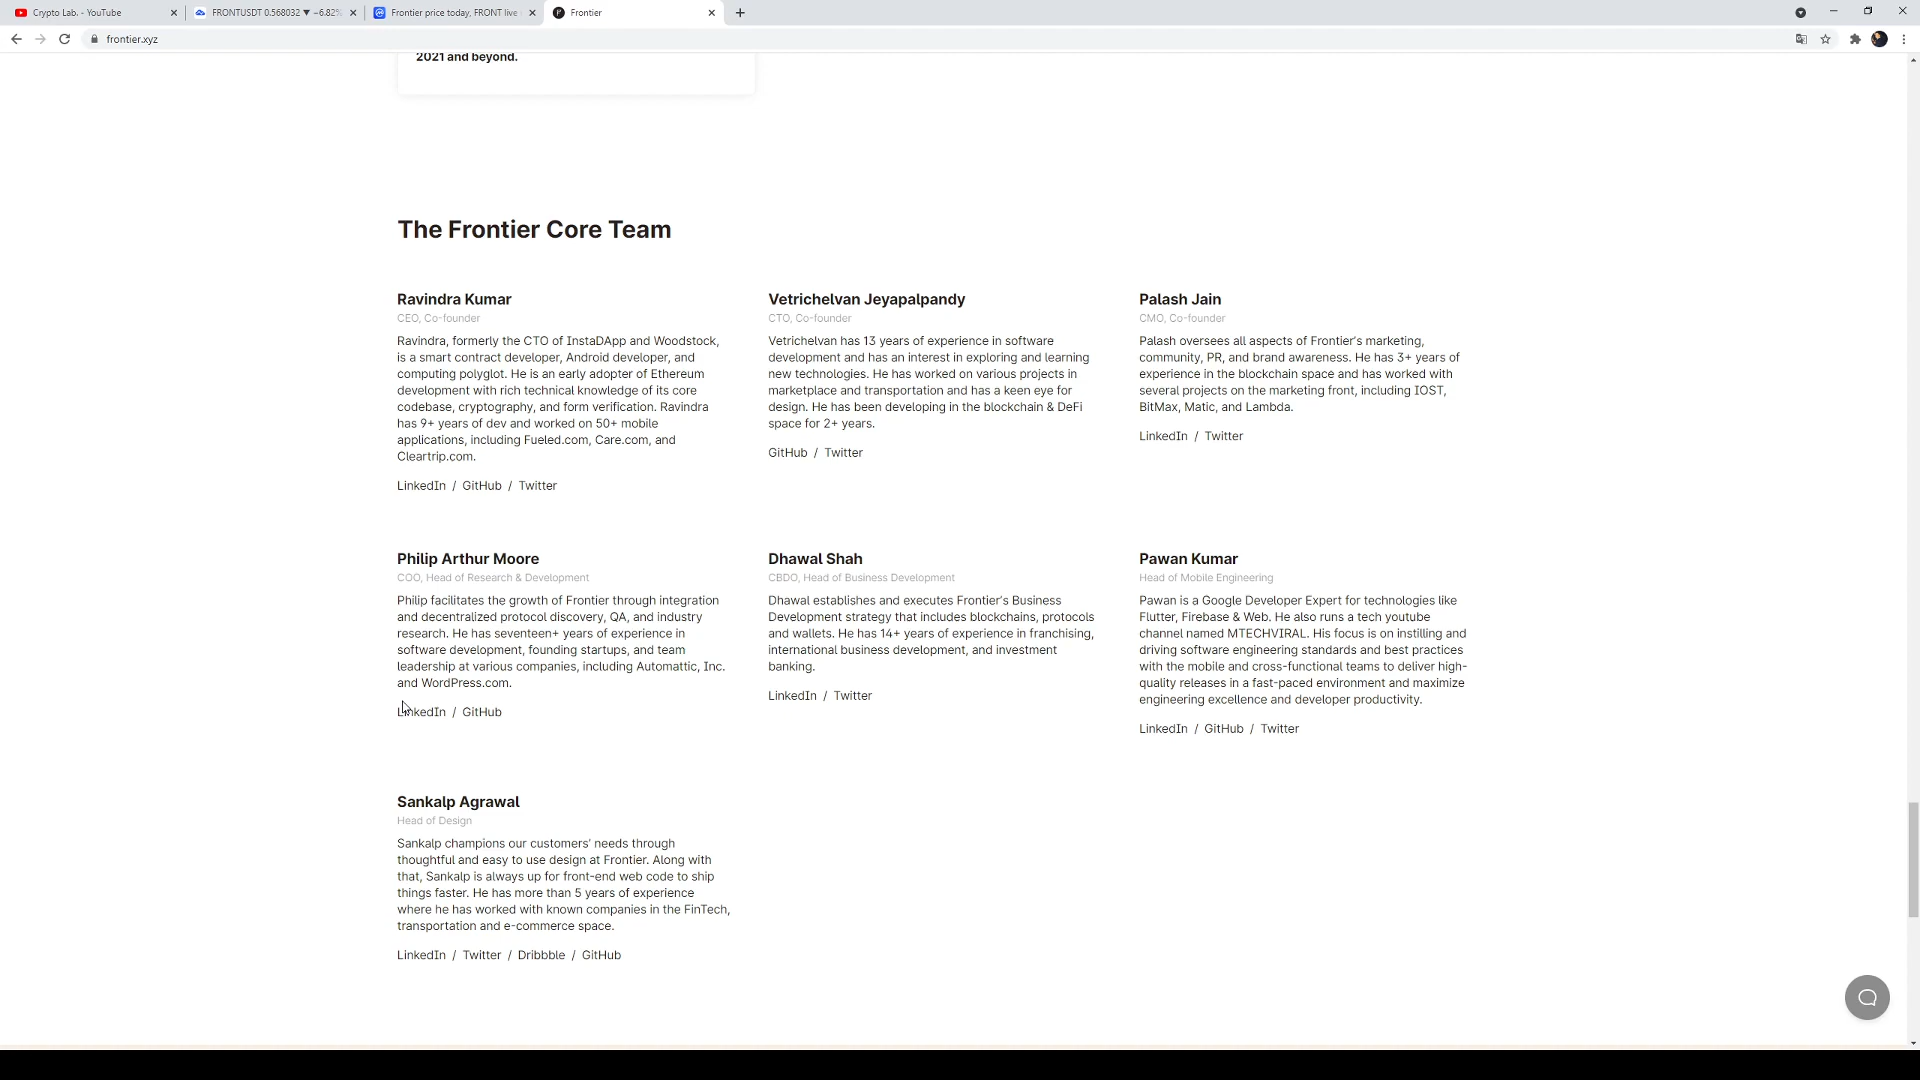 Crypto Lab. - YouTube
FRONTUSDT 0.568032 ▼ −6.82%
Frontier price today, FRONT live
Frontier
frontier.xyz
2021 and beyond.
The Frontier Core Team
Ravindra Kumar
CEO, Co-founder
Ravindra, formerly the CTO of InstaDApp and Woodstock,
is a smart contract developer, Android developer, and
computing polyglot. He is an early adopter of Ethereum
development with rich technical knowledge of its core
codebase, cryptography, and form verification. Ravindra
has 9+ years of dev and worked on 50+ mobile
applications, including Fueled.com, Care.com, and
Cleartrip.com.
LinkedIn / GitHub / Twitter
Vetrichelvan Jeyapalpandy
CTO, Co-founder
Vetrichelvan has 13 years of experience in software
development and has an interest in exploring and learning
new technologies. He has worked on various projects in
marketplace and transportation and has a keen eye for
design. He has been developing in the blockchain & DeFi
space for 2+ years.
GitHub / Twitter
Palash Jain
CMO, Co-founder
Palash oversees all aspects of Frontier's marketing,
community, PR, and brand awareness. He has 3+ years of
experience in the blockchain space and has worked with
several projects on the marketing front, including IOST,
BitMax, Matic, and Lambda.
LinkedIn / Twitter
Philip Arthur Moore
COO, Head of Research & Development
Philip facilitates the growth of Frontier through integration
and decentralized protocol discovery, QA, and industry
research. He has seventeen+ years of experience in
software development, founding startups, and team
leadership at various companies, including Automattic, Inc.
and WordPress.com.
LinkedIn / GitHub
Dhawal Shah
CBDO, Head of Business Development
Dhawal establishes and executes Frontier's Business
Development strategy that includes blockchains, protocols
and wallets. He has 14+ years of experience in franchising,
international business development, and investment
banking.
LinkedIn / Twitter
Pawan Kumar
Head of Mobile Engineering
Pawan is a Google Developer Expert for technologies like
Flutter, Firebase & Web. He also runs a tech youtube
channel named MTECHVIRAL. His focus is on instilling and
driving software engineering standards and best practices
with the mobile and cross-functional teams to deliver high-
quality releases in a fast-paced environment and maximize
engineering excellence and developer productivity.
LinkedIn / GitHub / Twitter
Sankalp Agrawal
Head of Design
Sankalp champions our customers' needs through
thoughtful and easy to use design at Frontier. Along with
that, Sankalp is always up for front-end web code to ship
things faster. He has more than 5 years of experience
where he has worked with known companies in the FinTech,
transportation and e-commerce space.
LinkedIn / Twitter / Dribbble / GitHub